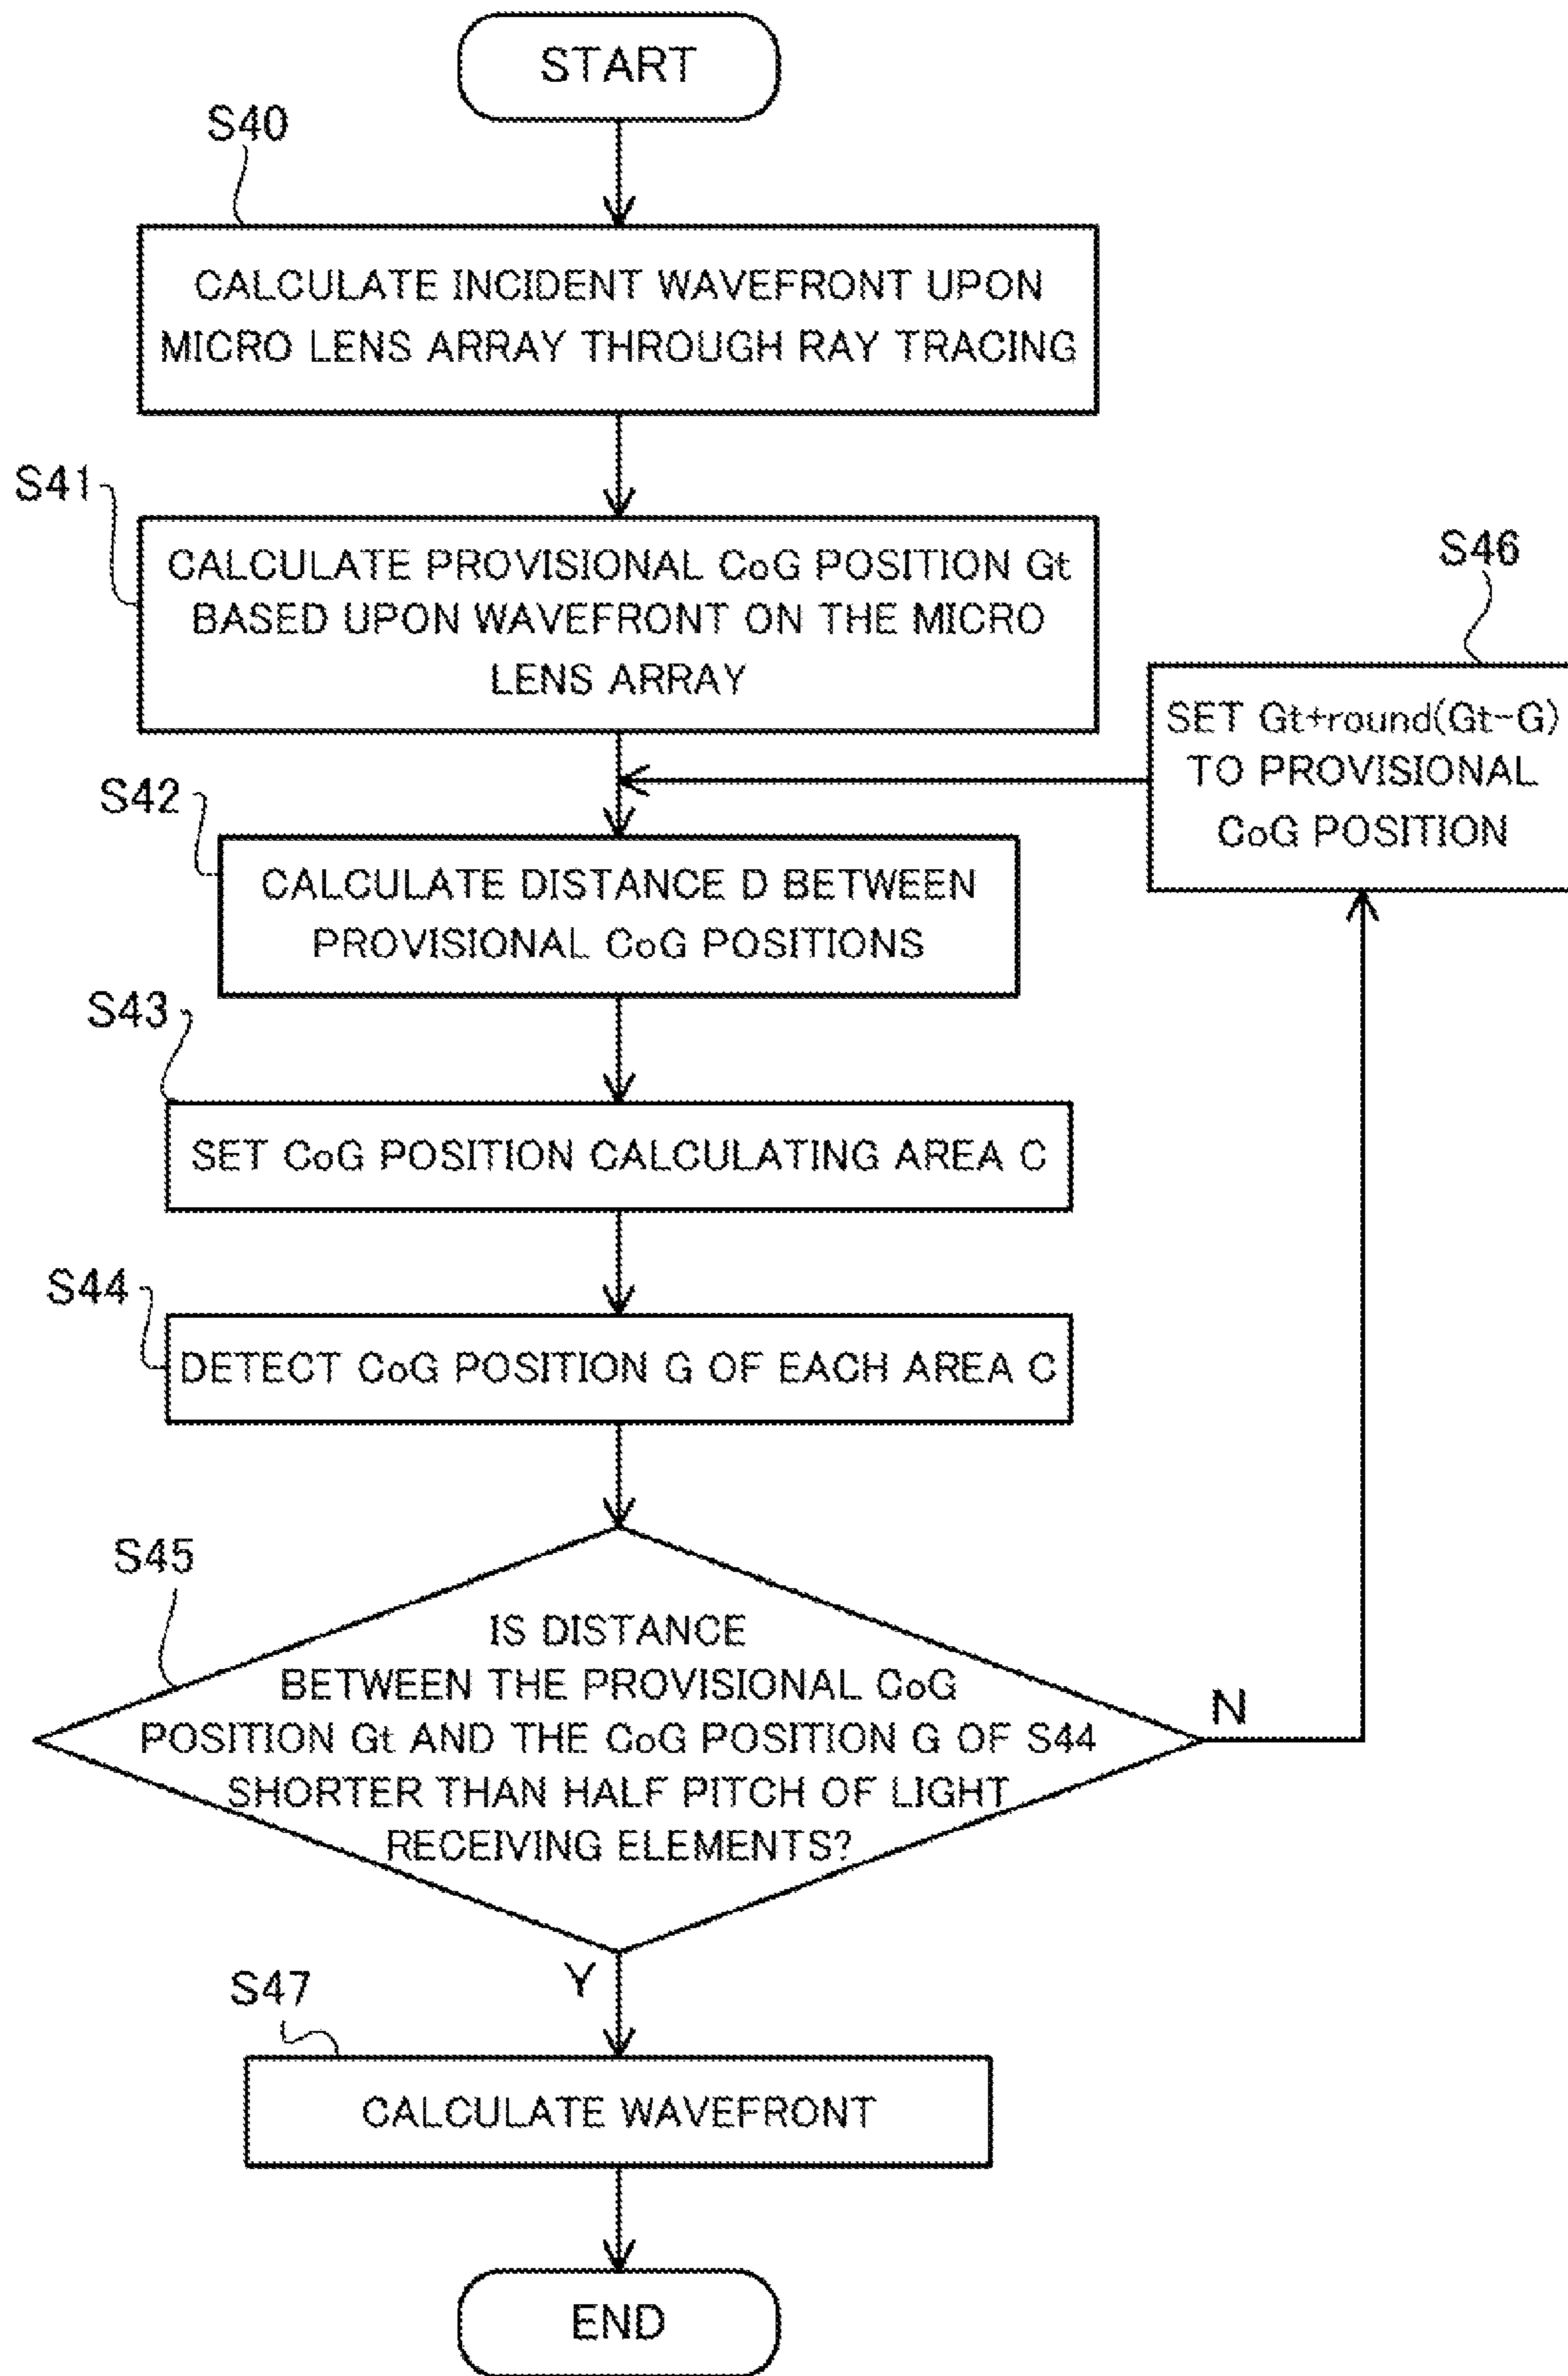 START
S40
CALCULATE INCIDENT WAVEFRONT UPON
MICRO LENS ARRAY THROUGH RAY TRACING
S41
CALCULATE PROVISIONAL CoG POSITION Gt
BASED UPON WAVEFRONT ON THE MICRO
LENS ARRAY
S46
SET Gt+round(Gt-G)
TO PROVISIONAL
CoG POSITION
S42
CALCULATE DISTANCE D BETWEEN
PROVISIONAL CoG POSITIONS
S43
SET CoG POSITION CALCULATING AREA C
S44
DETECT CoG POSITION G OF EACH AREA C
S45
IS DISTANCE
BETWEEN THE PROVISIONAL CoG
POSITION Gt AND THE CoG POSITION G OF S44
SHORTER THAN HALF PITCH OF LIGHT
RECEIVING ELEMENTS?
N
Y
S47
CALCULATE WAVEFRONT
END